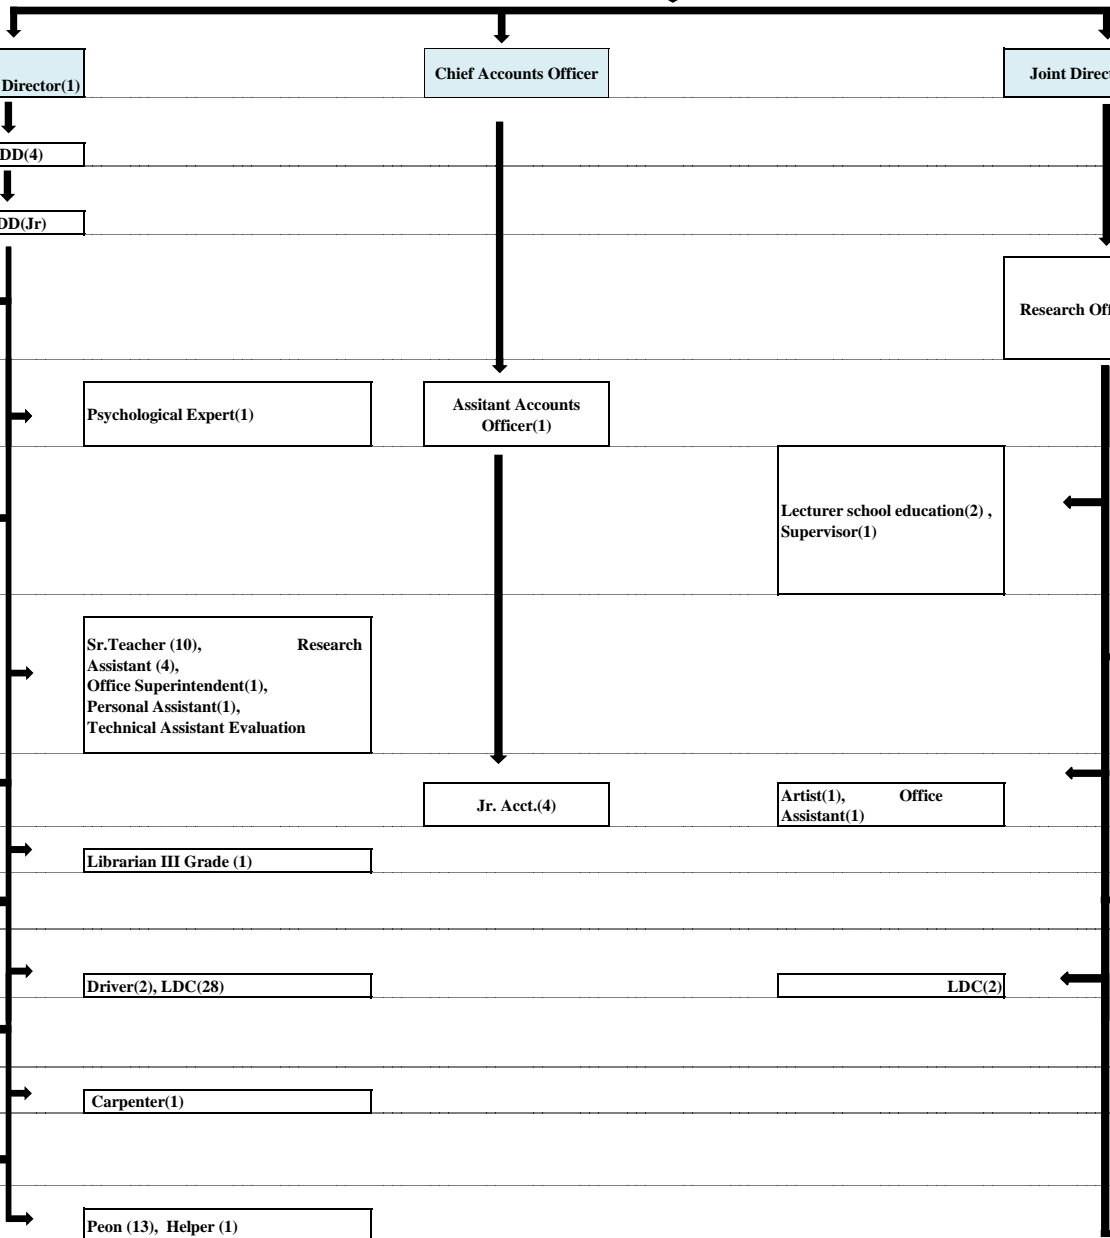 Director(1)
Chief Accounts Officer
Joint Direct
DD(4)
DD(Jr)
Research Off
Psychological Expert(1)
Assitant Accounts
Officer(1)
Lecturer school education(2) ,
Supervisor(1)
Sr.Teacher (10), Research
Assistant (4),
Office Superintendent(1),
Personal Assistant(1),
Technical Assistant Evaluation
Jr. Acct.(4)
Artist(1), Office
Assistant(1)
Librarian III Grade (1)
Driver(2), LDC(28)
LDC(2)
Carpenter(1)
Peon (13), Helper (1)